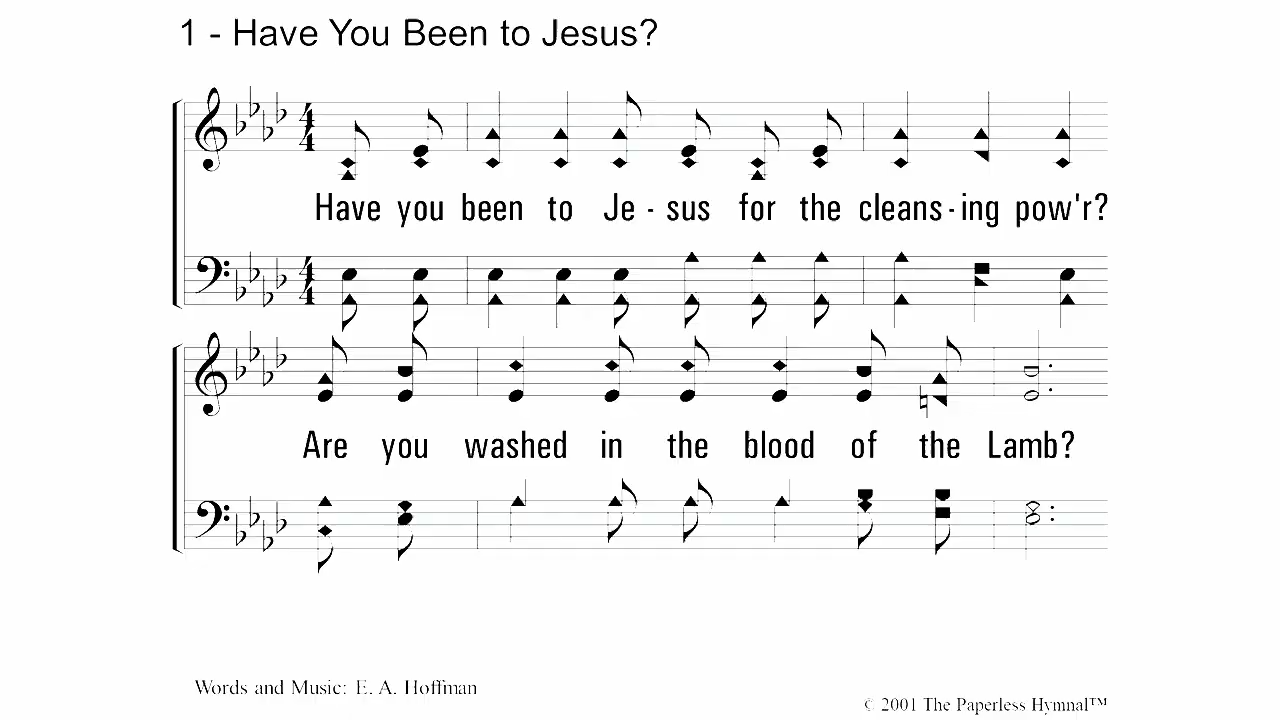 1 - Have You Been to Jesus?
Have you been to Je - sus for the cleans - ing pow'r?
Are you washed in the blood of the Lamb?
Words and Music: E. A. Hoffman
© 2001 The Paperless Hymnal™